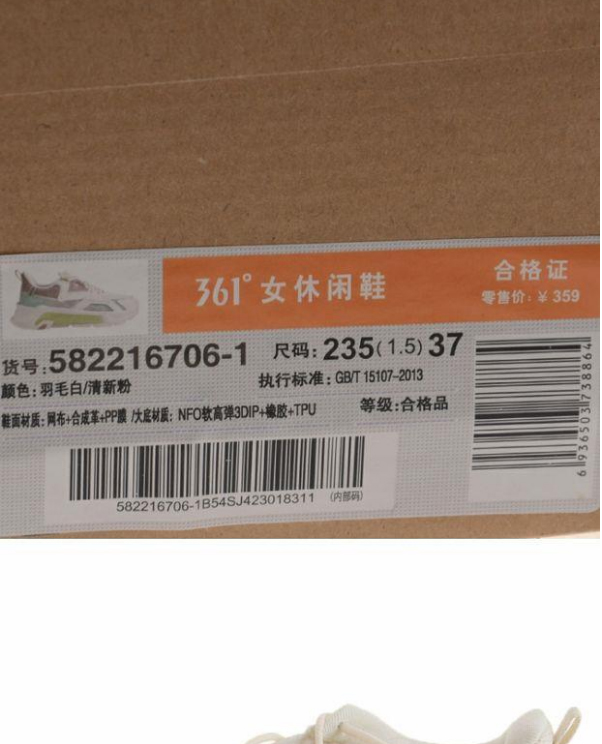 361° 女休闲鞋
合格证
零售价: ¥ 359
货号: 582216706-1 尺码: 235(1.5) 37
颜色: 羽毛白/清新粉 执行标准: GB/T 15107-2013
鞋面材质: 网布+合成革+PP膜 /大底材质: NFO软高弹3DIP+橡胶+TPU 等级: 合格品
582216706-1B54SJ423018311 (内部码)
6936503738864